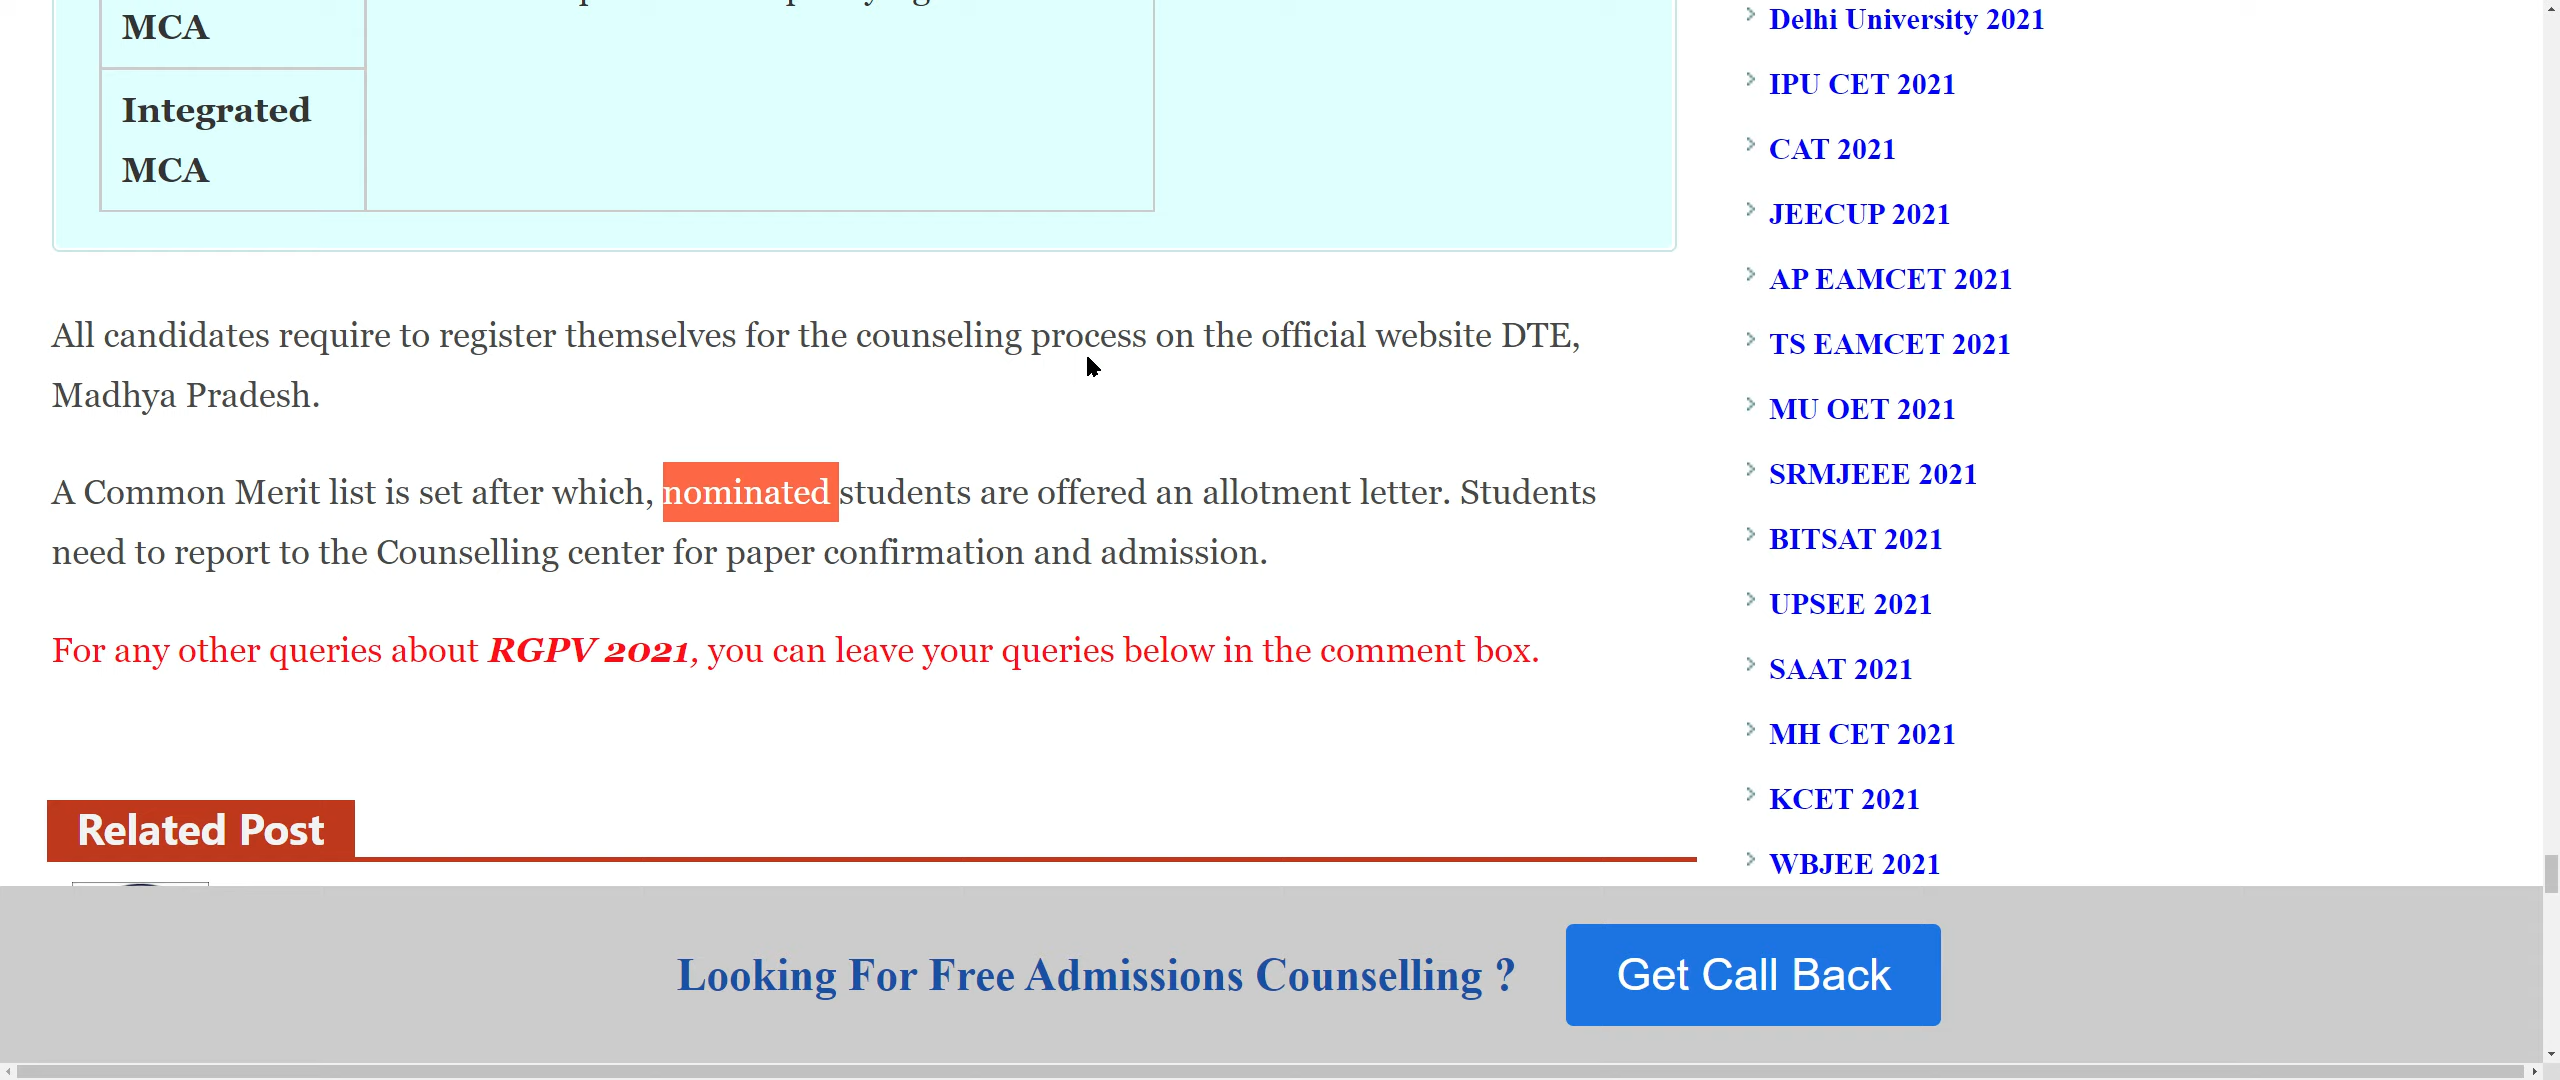 MCA
Integrated
MCA
All candidates require to register themselves for the counseling process on the official website DTE,
Madhya Pradesh.
A Common Merit list is set after which, nominated students are offered an allotment letter. Students
need to report to the Counselling center for paper confirmation and admission.
For any other queries about RGPV 2021, you can leave your queries below in the comment box.
Related Post
Delhi University 2021
IPU CET 2021
CAT 2021
JEECUP 2021
AP EAMCET 2021
TS EAMCET 2021
MU OET 2021
SRMJEEE 2021
BITSAT 2021
UPSEE 2021
SAAT 2021
MH CET 2021
KCET 2021
WBJEE 2021
Looking For Free Admissions Counselling ?
Get Call Back